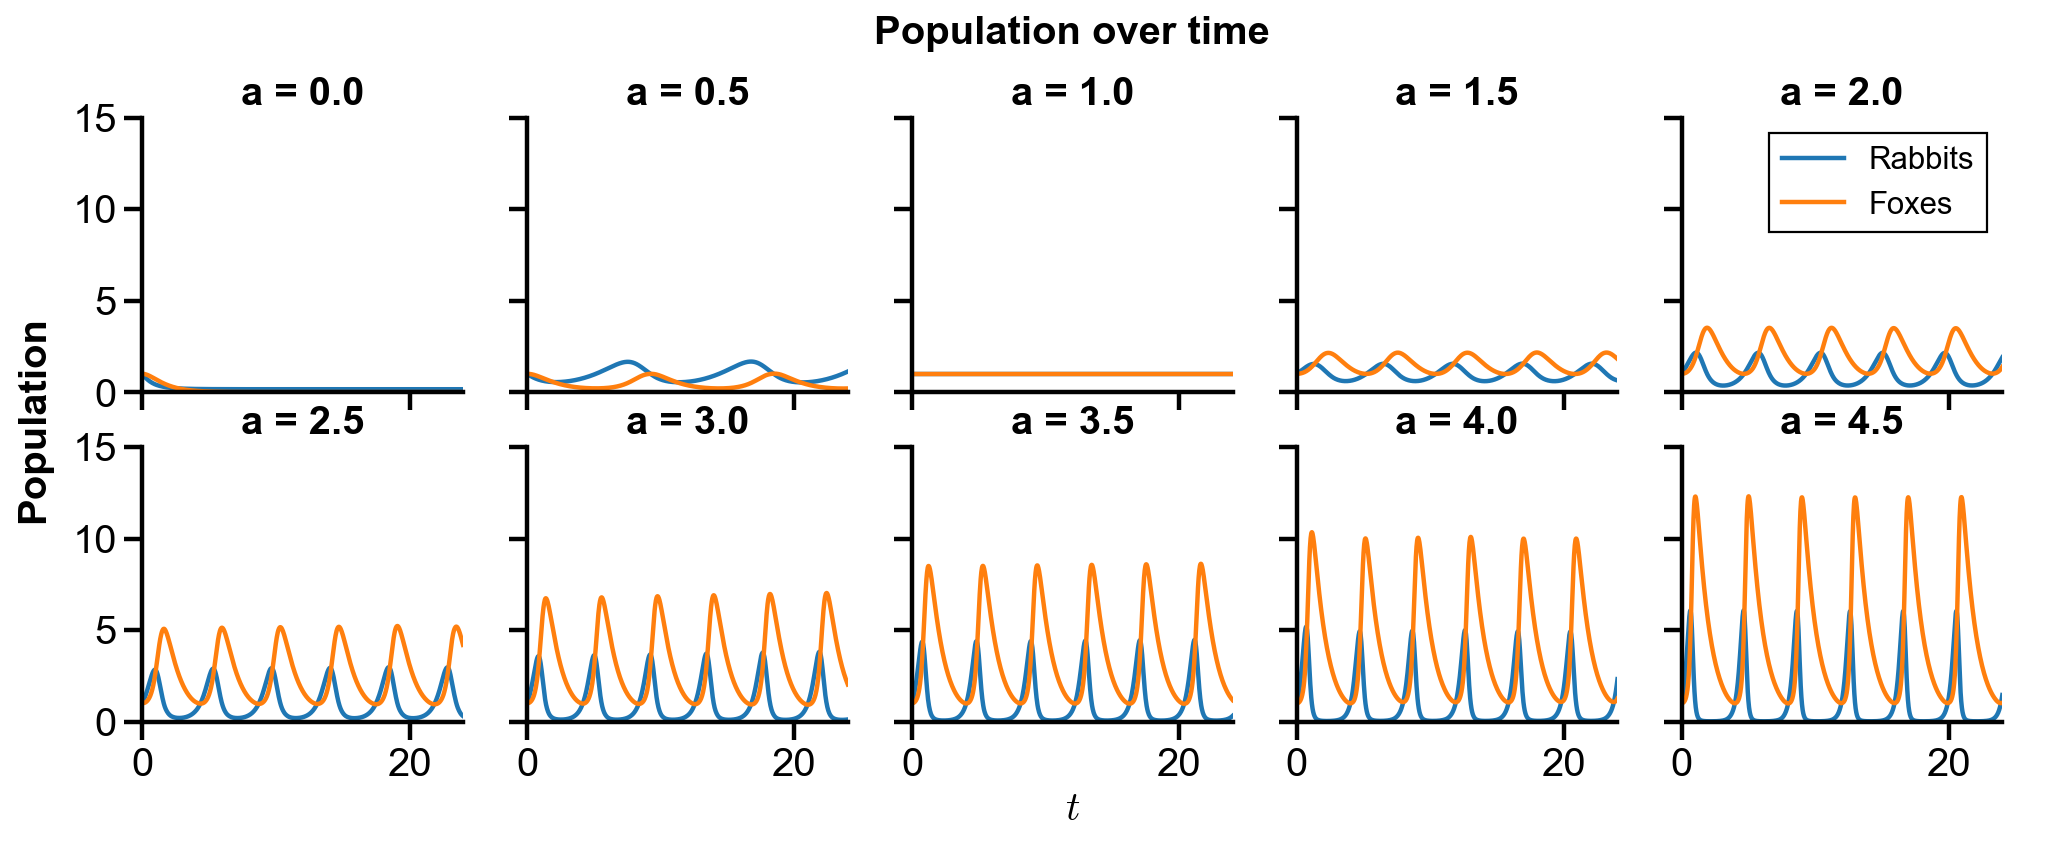 Population over time
a = 0.0 a = 0.5 a = 1.0 a = 1.5 a = 2.0
15
Rabbits
10
Foxes
5
0
a = 2.5 a = 3.0 a = 3.5 a = 4.0 a = 4.5
15
Population
10
5
0
0 20 0 20 0 20 0 20 0 20
t